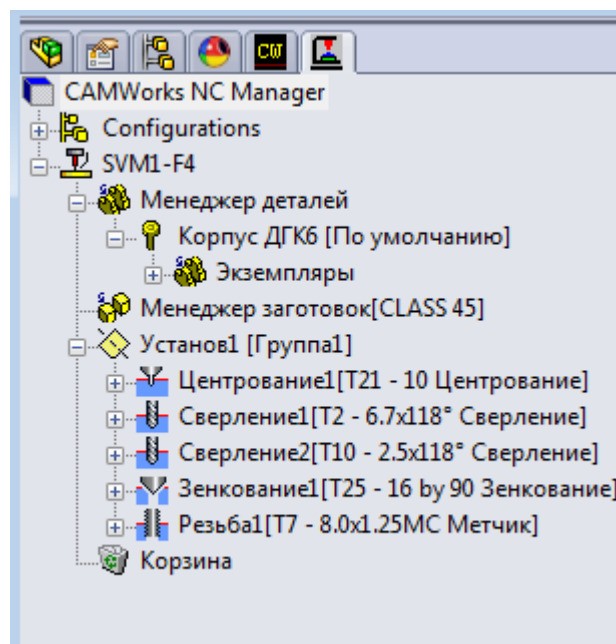 CW
CAMWorks NC Manager
Configurations
SVM1-F4
Менеджер деталей
Корпус ДГК6 [По умолчанию]
Экземпляры
Менеджер заготовок[CLASS 45]
Установ1 [Группа1]
Центрование1[T21 - 10 Центрование]
Сверление1[T2 - 6.7x118° Сверление]
Сверление2[T10 - 2.5x118° Сверление]
Зенкование1[T25 - 16 by 90 Зенкование]
Резьба1[T7 - 8.0x1.25MC Метчик]
Корзина